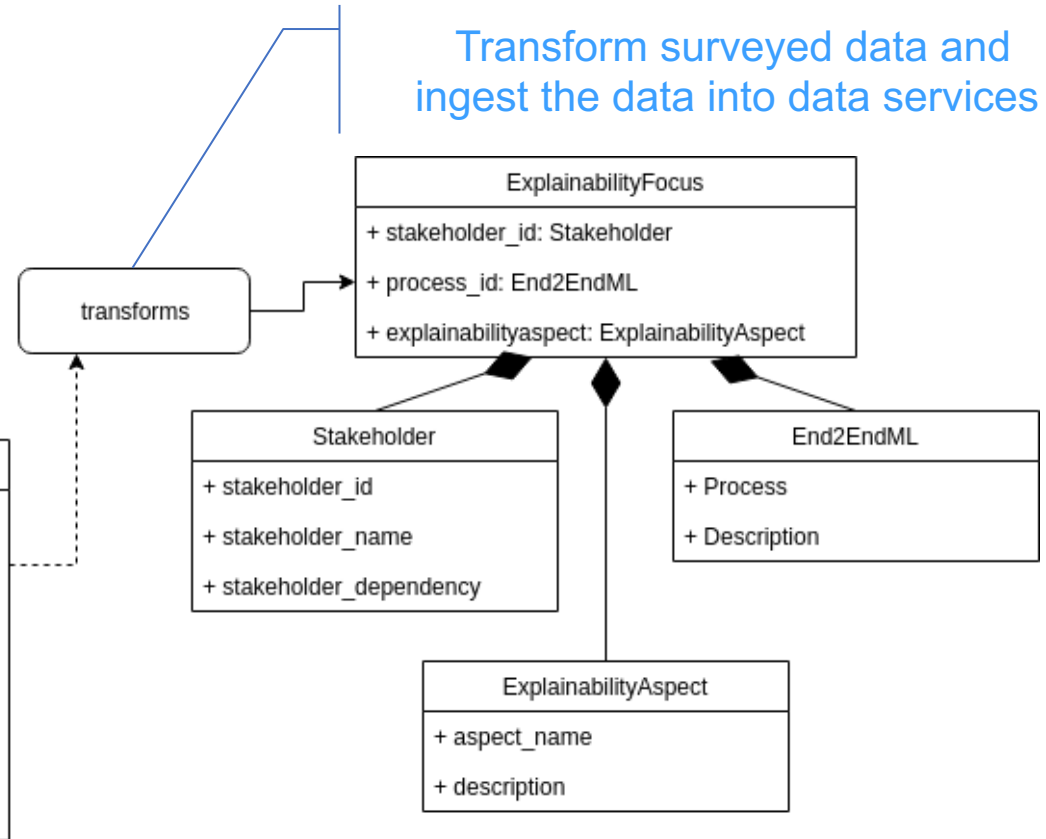 Transform surveyed data and
ingest the data into data services
ExplainabilityFocus
+ stakeholder_id: Stakeholder
+ process_id: End2EndML
+ explainabilityaspect: ExplainabilityAspect
transforms
Stakeholder
+ stakeholder_id
+ stakeholder_name
+ stakeholder_dependency
End2EndML
+ Process
+ Description
ExplainabilityAspect
+ aspect_name
+ description